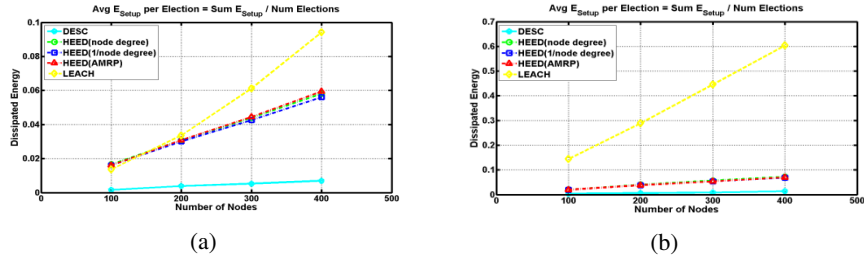 Avg E_Setup per Election = Sum E_Setup / Num Elections
DESC
HEED(node degree)
HEED(1/node degree)
HEED(AMRP)
LEACH
Dissipated Energy
0.1
0.08
0.06
0.04
0.02
0
0 100 200 300 400 500
Number of Nodes
(a)
Avg E_Setup per Election = Sum E_Setup / Num Elections
DESC
HEED(node degree)
HEED(1/node degree)
HEED(AMRP)
LEACH
Dissipated Energy
0.7
0.6
0.5
0.4
0.3
0.2
0.1
0
0 100 200 300 400 500
Number of Nodes
(b)